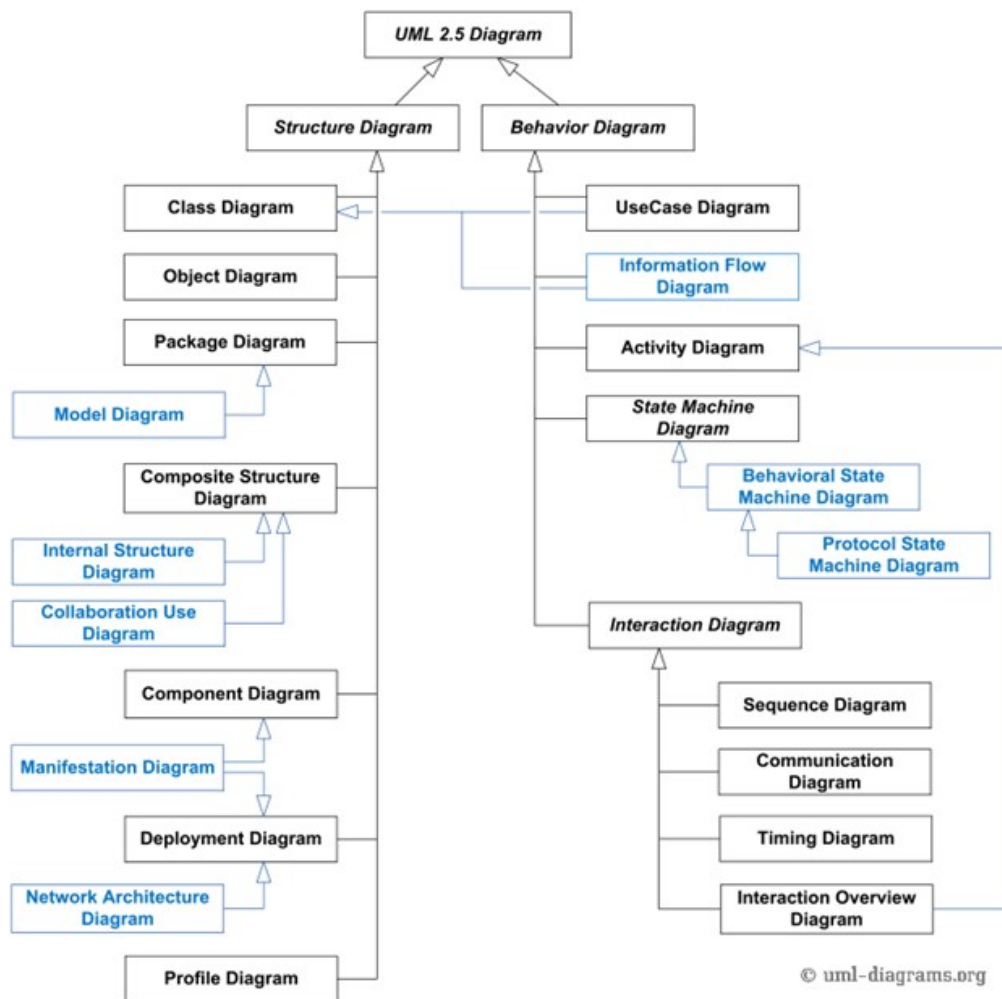 UML 2.5 Diagram
Structure Diagram
Behavior Diagram
Class Diagram
Object Diagram
Package Diagram
Model Diagram
Composite Structure
Diagram
Internal Structure
Diagram
Collaboration Use
Diagram
Component Diagram
Manifestation Diagram
Deployment Diagram
Network Architecture
Diagram
Profile Diagram
UseCase Diagram
Information Flow
Diagram
Activity Diagram
State Machine
Diagram
Behavioral State
Machine Diagram
Protocol State
Machine Diagram
Interaction Diagram
Sequence Diagram
Communication
Diagram
Timing Diagram
Interaction Overview
Diagram
© uml-diagrams.org